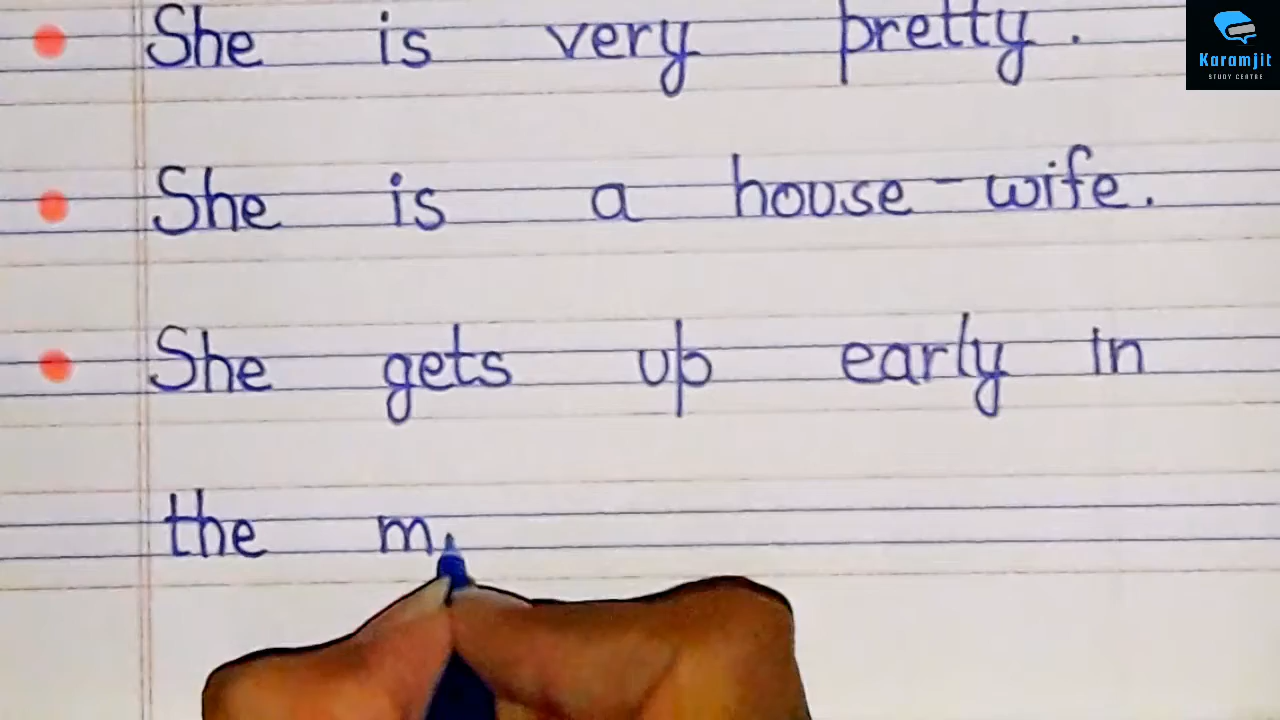 She is very pretty.
Karamjit
STUDY CENTRE
She is a house-wife.
She gets up early in
the m